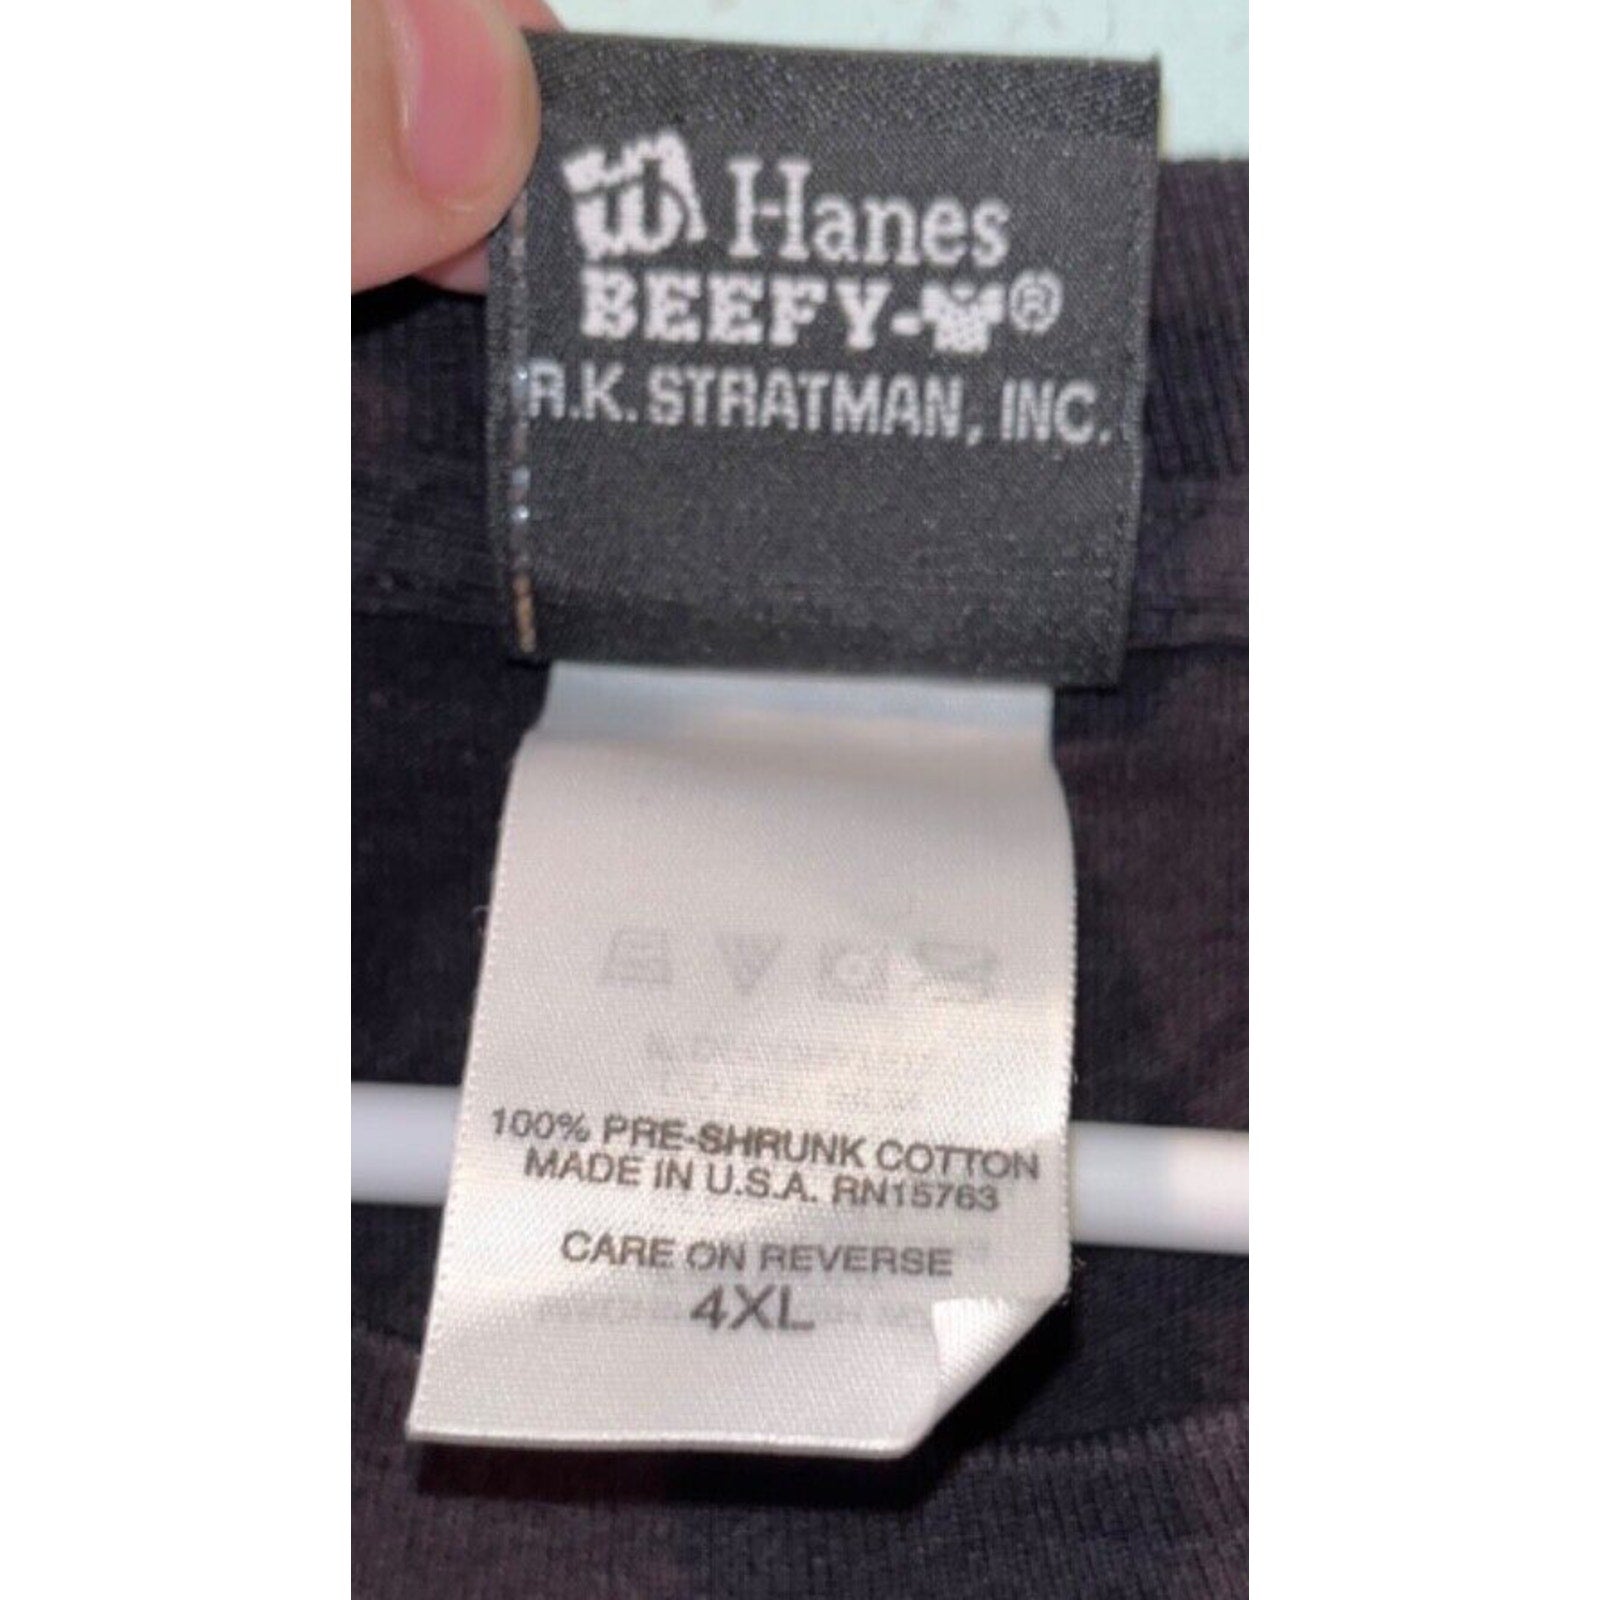 Hanes
BEEFY-T®
R.K. STRATMAN, INC.
100% PRE-SHRUNK COTTON
MADE IN U.S.A. RN15763
CARE ON REVERSE
4XL